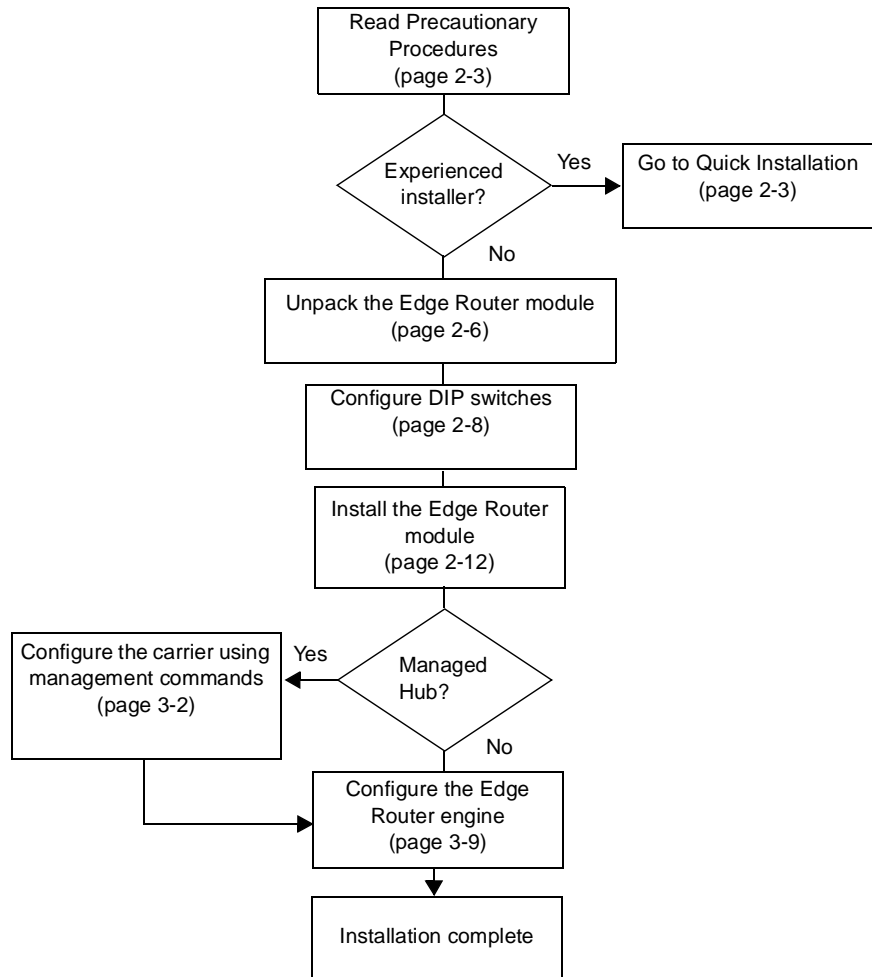 Read Precautionary
Procedures
(page 2-3)
Experienced
installer?
Yes
Go to Quick Installation
(page 2-3)
No
Unpack the Edge Router module
(page 2-6)
Configure DIP switches
(page 2-8)
Install the Edge Router
module
(page 2-12)
Managed
Hub?
Yes
Configure the carrier using
management commands
(page 3-2)
No
Configure the Edge
Router engine
(page 3-9)
Installation complete